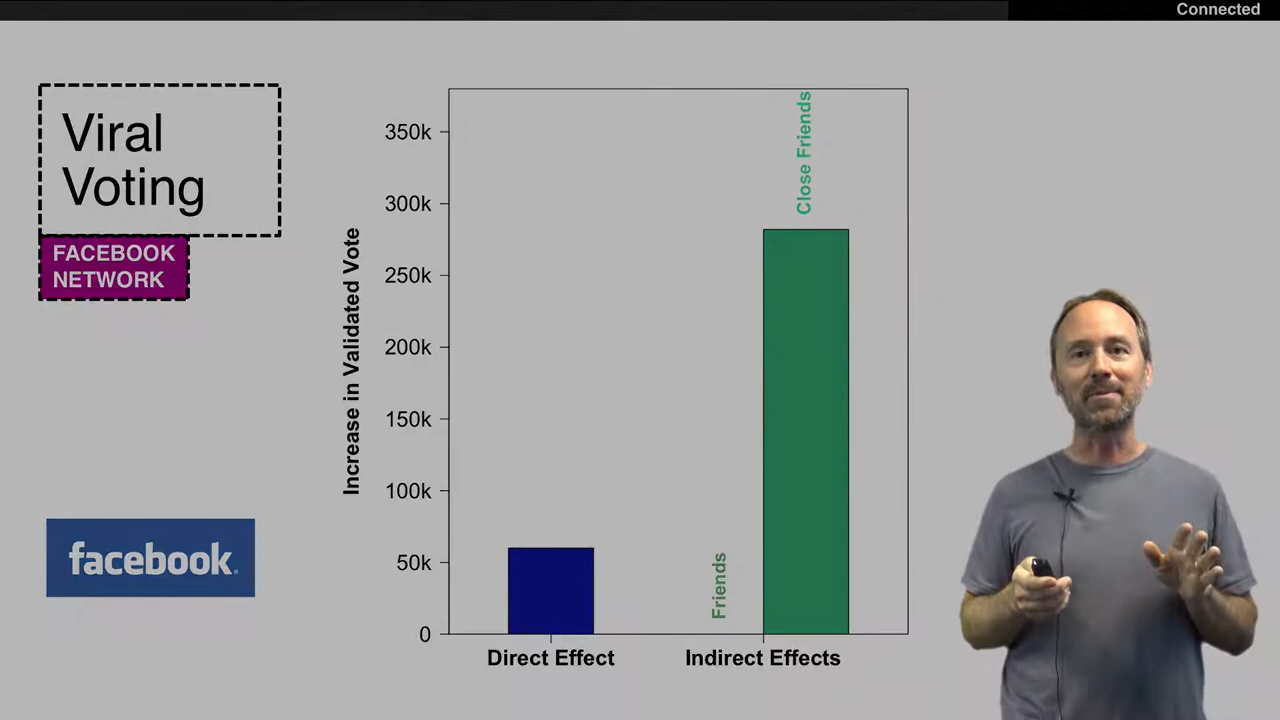 Connected
Viral
Voting
FACEBOOK
NETWORK
facebook.
Increase in Validated Vote
350k
300k
250k
200k
150k
100k
50k
0
Close Friends
Friends
Direct Effect
Indirect Effects